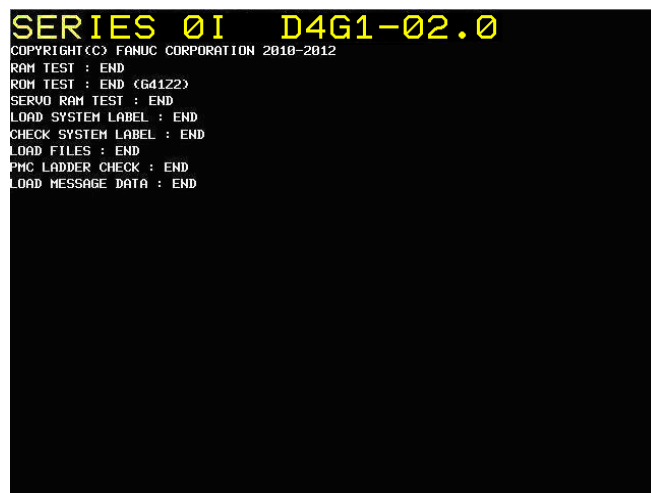 SERIES 0I D4G1-02.0
COPYRIGHT(C) FANUC CORPORATION 2010-2012
RAM TEST : END
ROM TEST : END (G41Z2)
SERVO RAM TEST : END
LOAD SYSTEM LABEL : END
CHECK SYSTEM LABEL : END
LOAD FILES : END
PMC LADDER CHECK : END
LOAD MESSAGE DATA : END